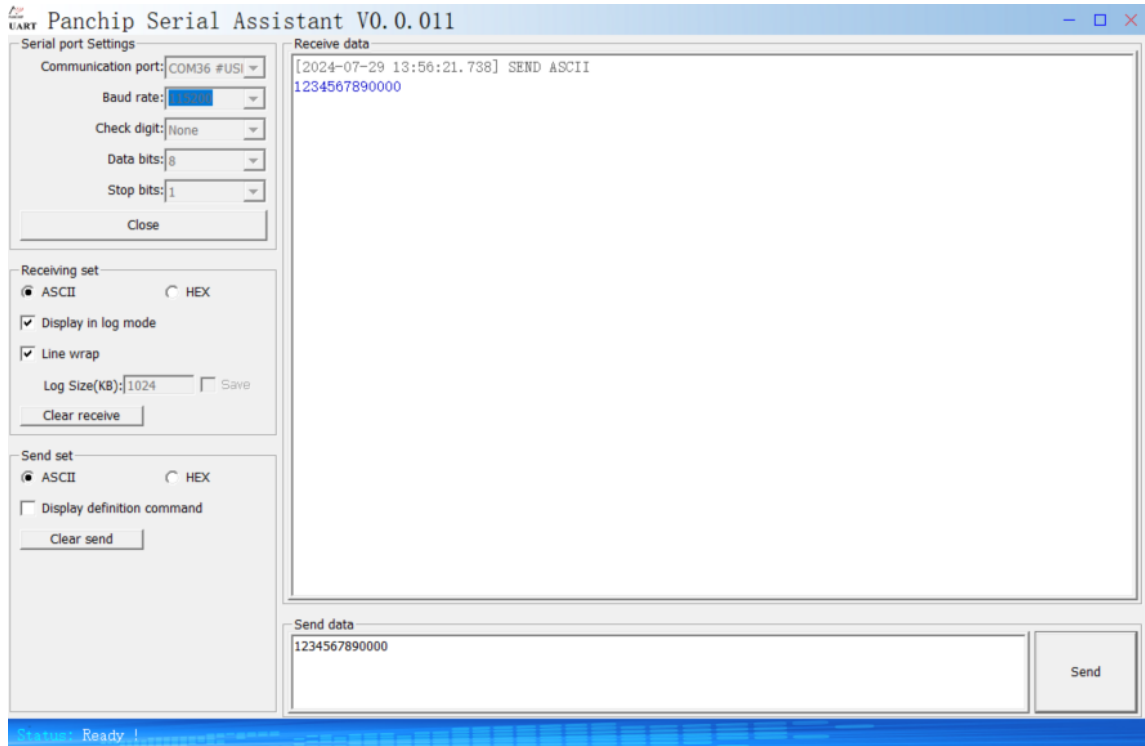 UART Panchip Serial Assistant V0.0.011
Serial port Settings
Communication port: COM36 #USI
Baud rate: 115200
Check digit: None
Data bits: 8
Stop bits: 1
Close
Receiving set
ASCII HEX
Display in log mode
Line wrap
Log Size(KB): 1024 Save
Clear receive
Send set
ASCII HEX
Display definition command
Clear send
Receive data
[2024-07-29 13:56:21.738] SEND ASCII
1234567890000
Send data
1234567890000
Send
Status: Ready !